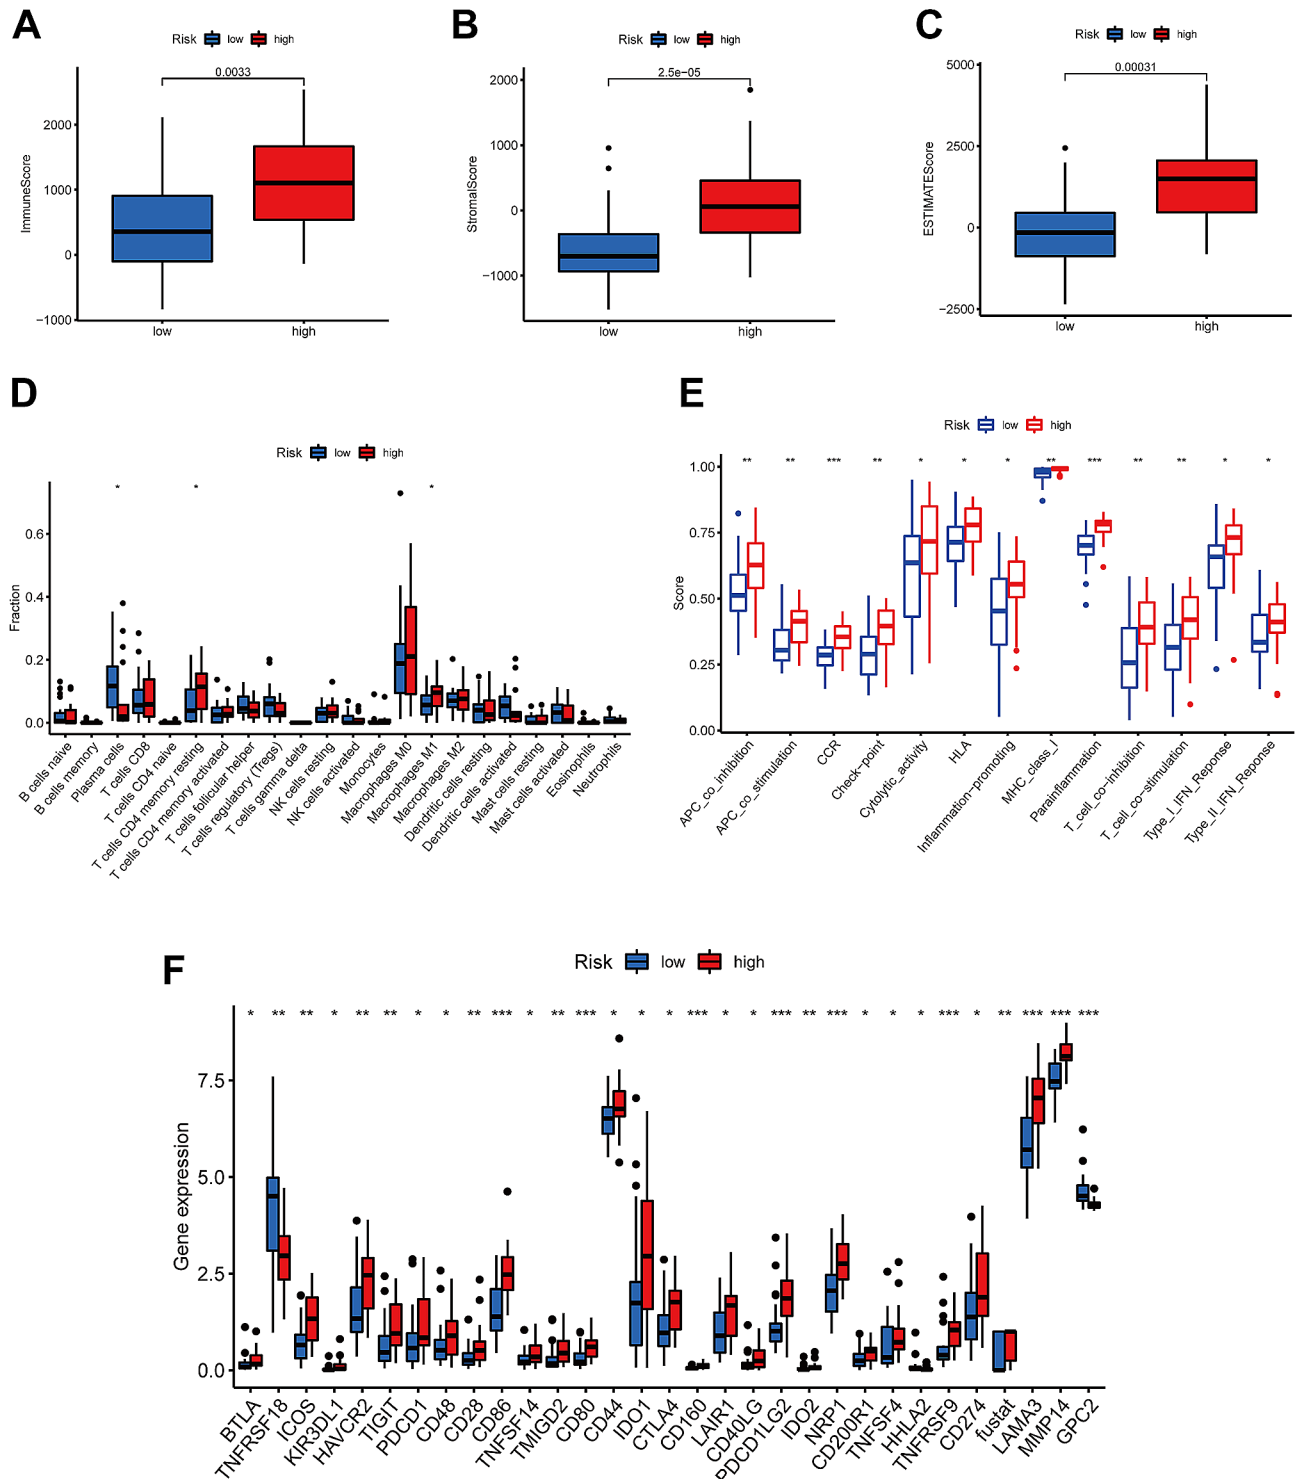 A
Risk low high
0.0033
ImmuneScore
2000
1000
0
−1000
low high
B
Risk low high
2.5e−05
StromalScore
2000
1000
0
−1000
low high
C
Risk low high
0.00031
ESTIMATEScore
5000
2500
0
−2500
low high
D
Risk low high
* * *
Fraction
0.6
0.4
0.2
0.0
B cells naive
B cells memory
Plasma cells
T cells CD8
T cells CD4 naive
T cells CD4 memory resting
T cells CD4 memory activated
T cells follicular helper
T cells regulatory (Tregs)
T cells gamma delta
NK cells resting
NK cells activated
Monocytes
Macrophages M0
Macrophages M1
Macrophages M2
Dendritic cells resting
Dendritic cells activated
Mast cells resting
Mast cells activated
Eosinophils
Neutrophils
E
Risk low high
** ** *** ** * * * ** *** ** ** * *
Score
1.00
0.75
0.50
0.25
0.00
APC_co_inhibition
APC_co_stimulation
CCR
Check−point
Cytolytic_activity
HLA
Inflammation−promoting
MHC_class_I
Parainflammation
T_cell_co−inhibition
T_cell_co−stimulation
Type_I_IFN_Reponse
Type_II_IFN_Reponse
F
Risk low high
* ** ** * ** ** * * ** *** * ** *** * * * *** * * *** ** *** * * * *** * ** *** *** ***
Gene expression
7.5
5.0
2.5
0.0
BTLA
TNFRSF18
ICOS
KIR3DL1
HAVCR2
TIGIT
PDCD1
CD48
CD28
CD86
TNFSF14
TMIGD2
CD80
CD44
IDO1
CTLA4
CD160
LAIR1
CD40LG
PDCD1LG2
IDO2
NRP1
CD200R1
TNFSF4
HHLA2
TNFRSF9
CD274
fustat
LAMA3
MMP14
GPC2